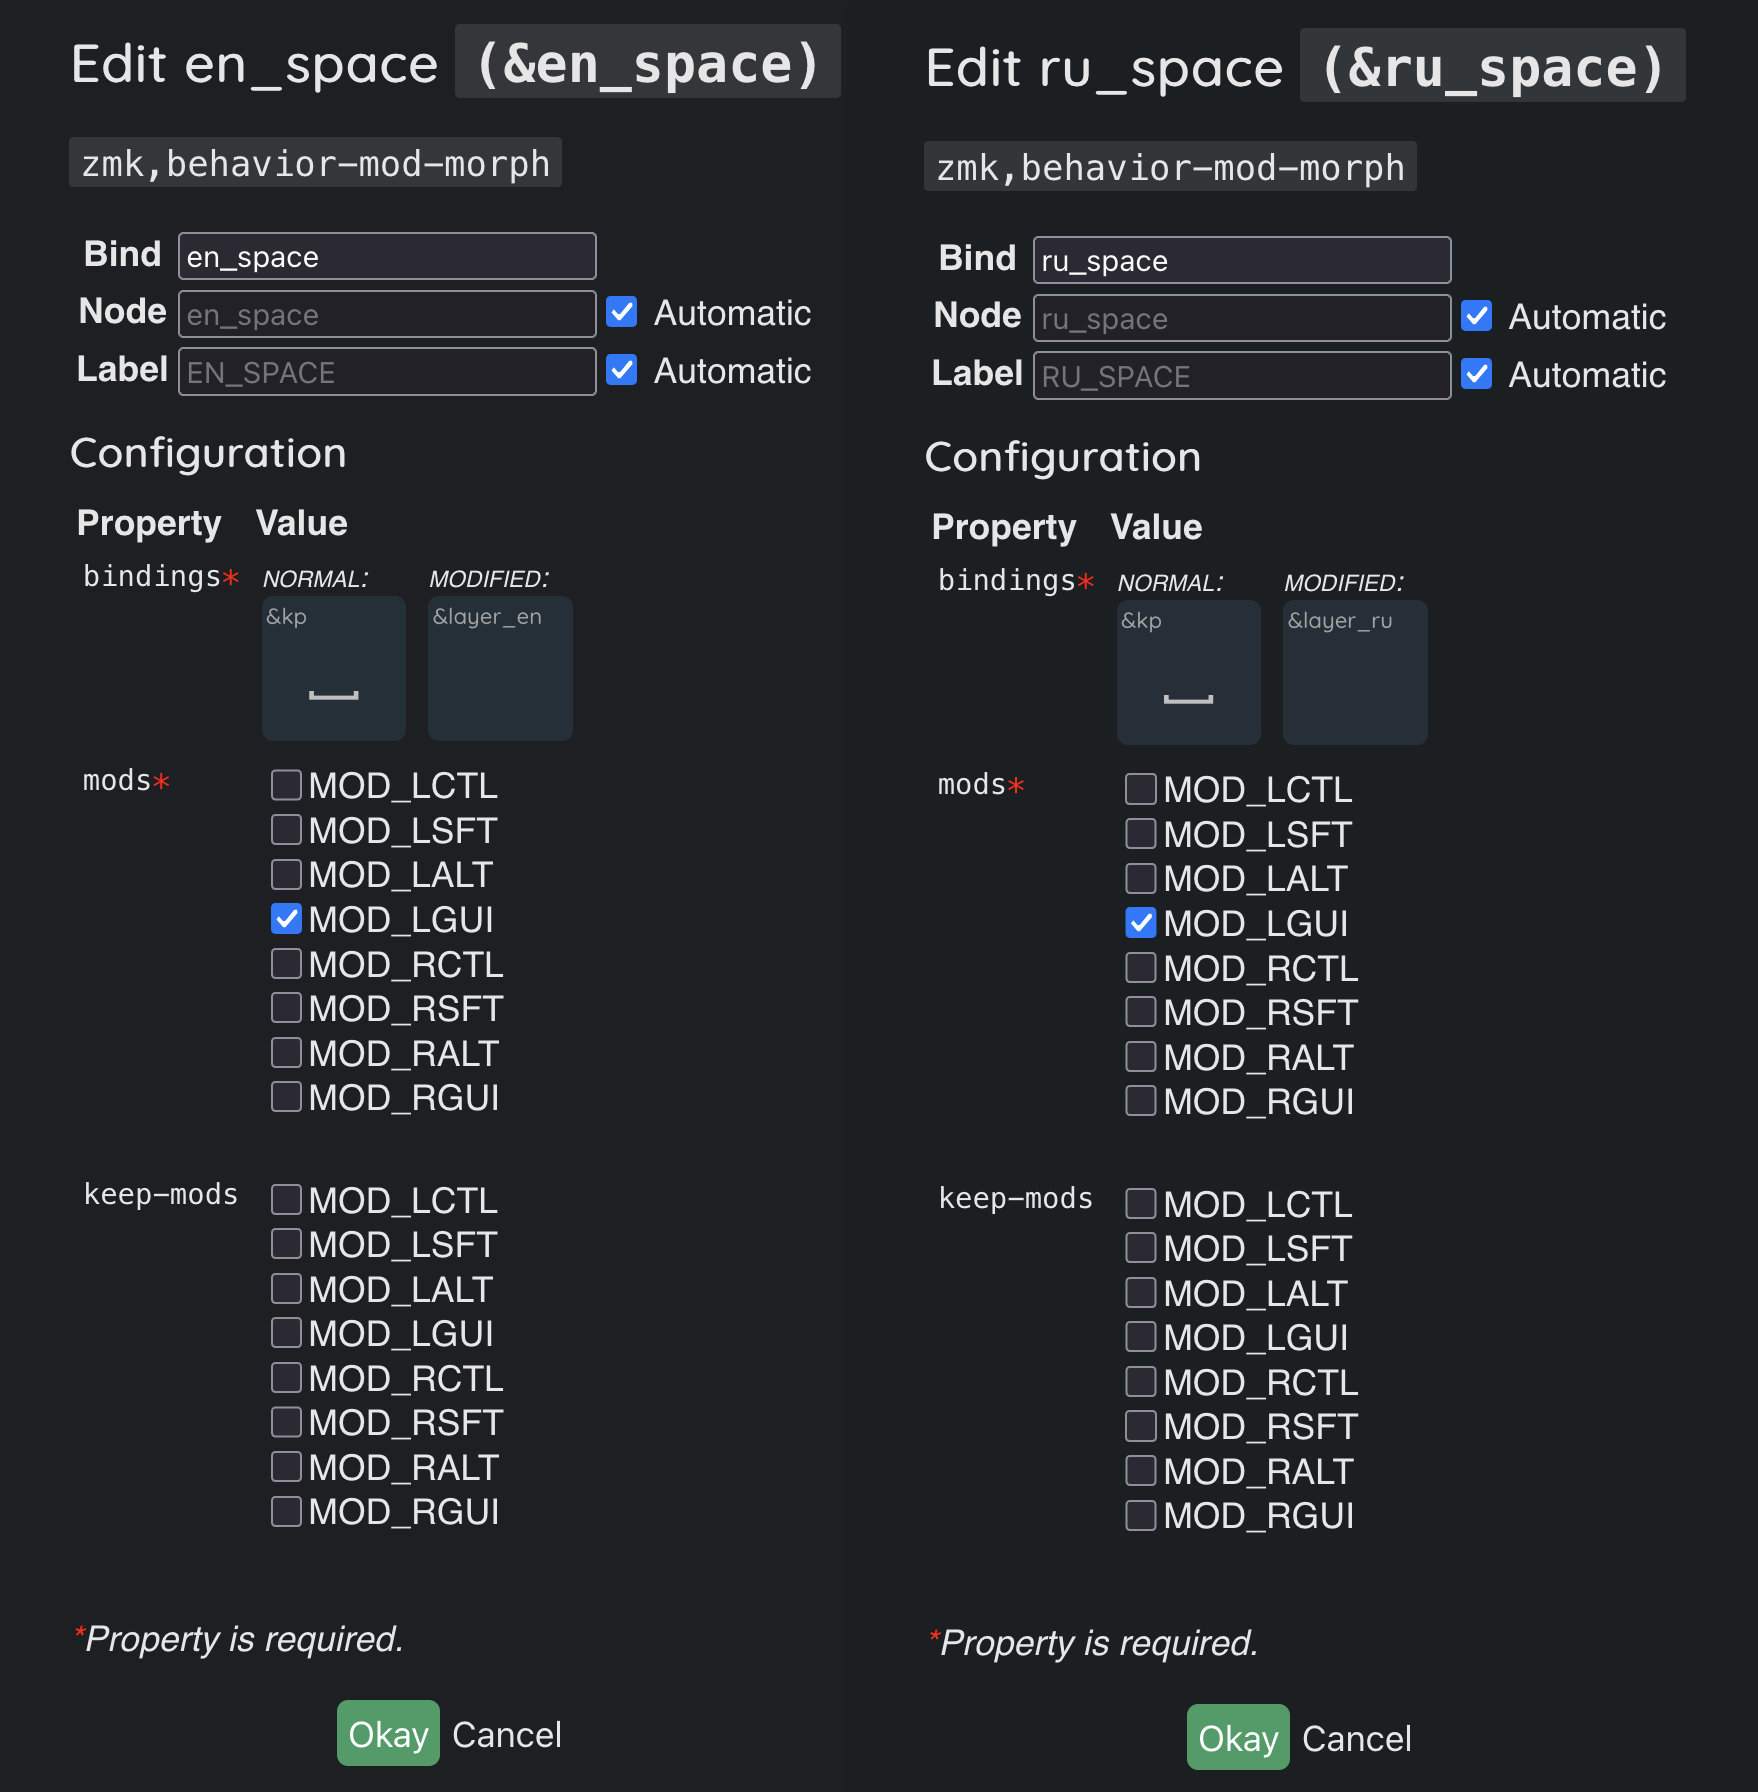 Edit en_space (&en_space)
zmk,behavior-mod-morph
Bind en_space
Node en_space Automatic
Label EN_SPACE Automatic
Configuration
Property Value
bindings* NORMAL: MODIFIED:
&kp &layer_en
mods* MOD_LCTL
MOD_LSFT
MOD_LALT
MOD_LGUI
MOD_RCTL
MOD_RSFT
MOD_RALT
MOD_RGUI
keep-mods MOD_LCTL
MOD_LSFT
MOD_LALT
MOD_LGUI
MOD_RCTL
MOD_RSFT
MOD_RALT
MOD_RGUI
*Property is required.
Okay Cancel
Edit ru_space (&ru_space)
zmk,behavior-mod-morph
Bind ru_space
Node ru_space Automatic
Label RU_SPACE Automatic
Configuration
Property Value
bindings* NORMAL: MODIFIED:
&kp &layer_ru
mods* MOD_LCTL
MOD_LSFT
MOD_LALT
MOD_LGUI
MOD_RCTL
MOD_RSFT
MOD_RALT
MOD_RGUI
keep-mods MOD_LCTL
MOD_LSFT
MOD_LALT
MOD_LGUI
MOD_RCTL
MOD_RSFT
MOD_RALT
MOD_RGUI
*Property is required.
Okay Cancel